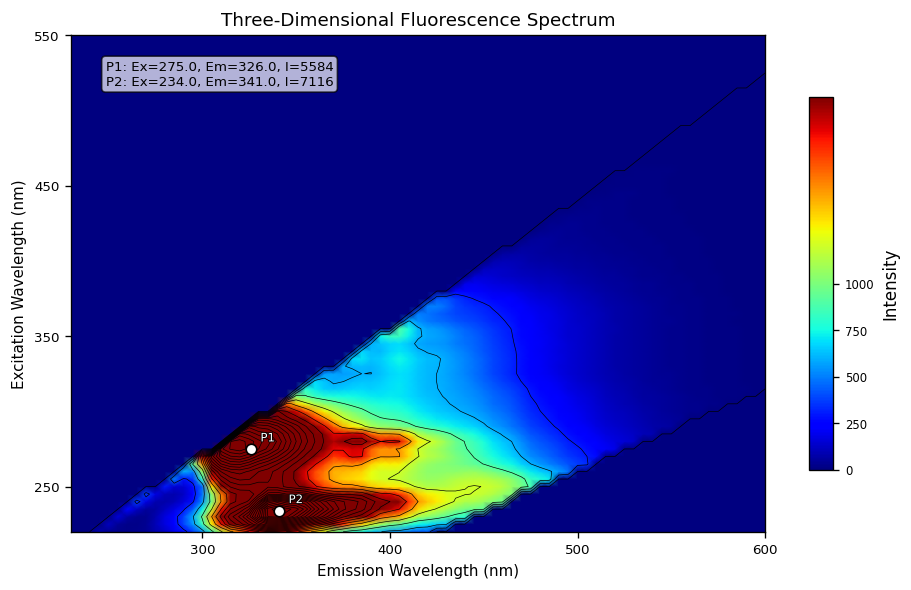 Three-Dimensional Fluorescence Spectrum
P1: Ex=275.0, Em=326.0, I=5584
P2: Ex=234.0, Em=341.0, I=7116
550
450
350
250
Excitation Wavelength (nm)
P1
P2
300
400
500
600
Emission Wavelength (nm)
1000
750
500
250
0
Intensity